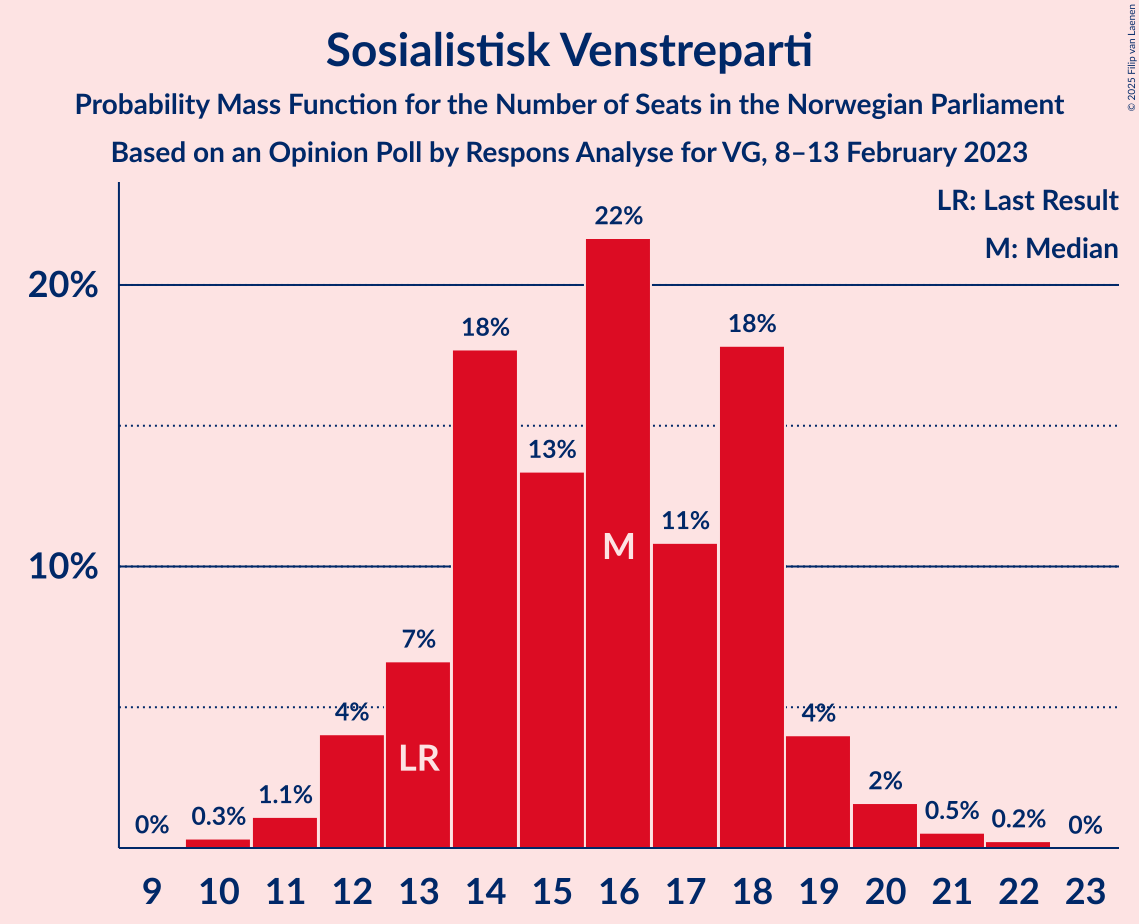 Sosialistisk Venstreparti
Probability Mass Function for the Number of Seats in the Norwegian Parliament
Based on an Opinion Poll by Respons Analyse for VG, 8–13 February 2023
© 2025 Filip van Laenen
LR: Last Result
M: Median
20%
10%
0%
0.3%
1.1%
4%
7%
18%
13%
22%
11%
18%
4%
2%
0.5%
0.2%
0%
LR
M
9 10 11 12 13 14 15 16 17 18 19 20 21 22 23